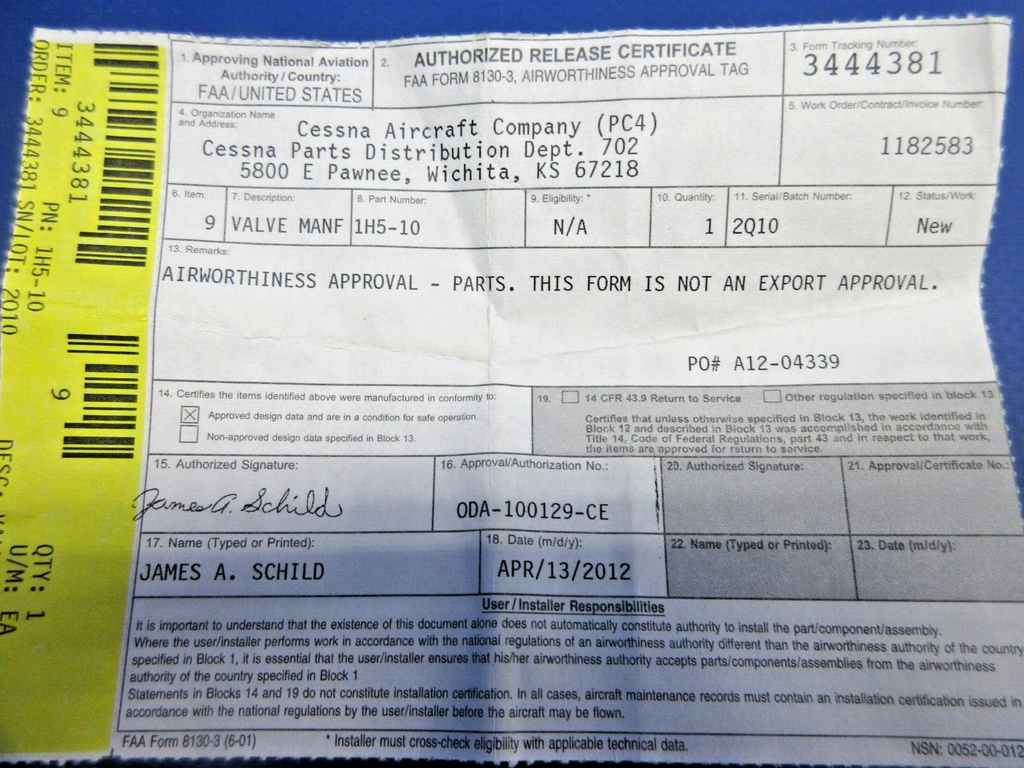 1. Approving National Aviation
Authority/Country:
FAA/UNITED STATES
2.
AUTHORIZED RELEASE CERTIFICATE
FAA FORM 8130-3, AIRWORTHINESS APPROVAL TAG
3. Form Tracking Number:
3444381
4. Organization Name
and Address:
Cessna Aircraft Company (PC4)
Cessna Parts Distribution Dept. 702
5800 E Pawnee, Wichita, KS 67218
5. Work Order/Contract/Invoice Number:
1182583
6. Item:
9
7. Description:
VALVE MANF
8. Part Number:
1H5-10
9. Eligibility: *
N/A
10. Quantity:
1
11. Serial/Batch Number:
2Q10
12. Status/Work:
New
13. Remarks:
AIRWORTHINESS APPROVAL - PARTS. THIS FORM IS NOT AN EXPORT APPROVAL.
PO# A12-04339
14. Certifies the items identified above were manufactured in conformity to:
Approved design data and are in a condition for safe operation.
Non-approved design data specified in Block 13.
19. 14 CFR 43.9 Return to Service Other regulation specified in block 13
Certifies that unless otherwise specified in Block 13, the work identified in
Block 12 and described in Block 13 was accomplished in accordance with
Title 14, Code of Federal Regulations, part 43 and in respect to that work,
the items are approved for return to service.
15. Authorized Signature:
James A. Schild
16. Approval/Authorization No.:
ODA-100129-CE
20. Authorized Signature:
21. Approval/Certificate No.:
17. Name (Typed or Printed):
JAMES A. SCHILD
18. Date (m/d/y):
APR/13/2012
22. Name (Typed or Printed):
23. Date (m/d/y):
User/Installer Responsibilities
It is important to understand that the existence of this document alone does not automatically constitute authority to install the part/component/assembly.
Where the user/installer performs work in accordance with the national regulations of an airworthiness authority different than the airworthiness authority of the country
specified in Block 1, it is essential that the user/installer ensures that his/her airworthiness authority accepts parts/components/assemblies from the airworthiness
authority of the country specified in Block 1
Statements in Blocks 14 and 19 do not constitute installation certification. In all cases, aircraft maintenance records must contain an installation certification issued in
accordance with the national regulations by the user/installer before the aircraft may be flown.
FAA Form 8130-3 (6-01)
* Installer must cross-check eligibility with applicable technical data.
NSN: 0052-00-012
3444381
9
ITEM: 9 PN: 1H5-10 QTY: 1
ORDER: 3444381 SN/LOT: 2Q10 U/M: EA